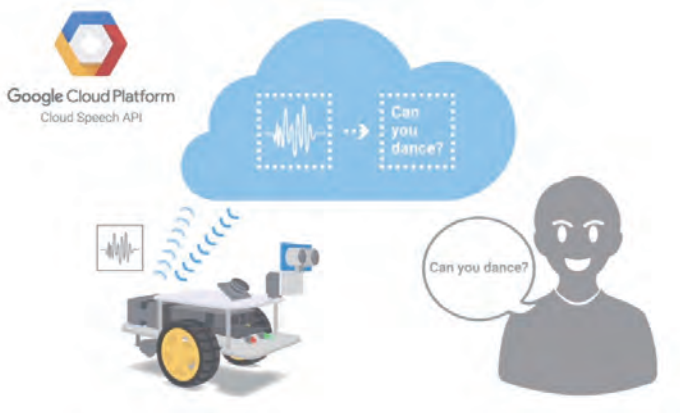 Google Cloud Platform
Cloud Speech API
Can
you
dance?
Can you dance?